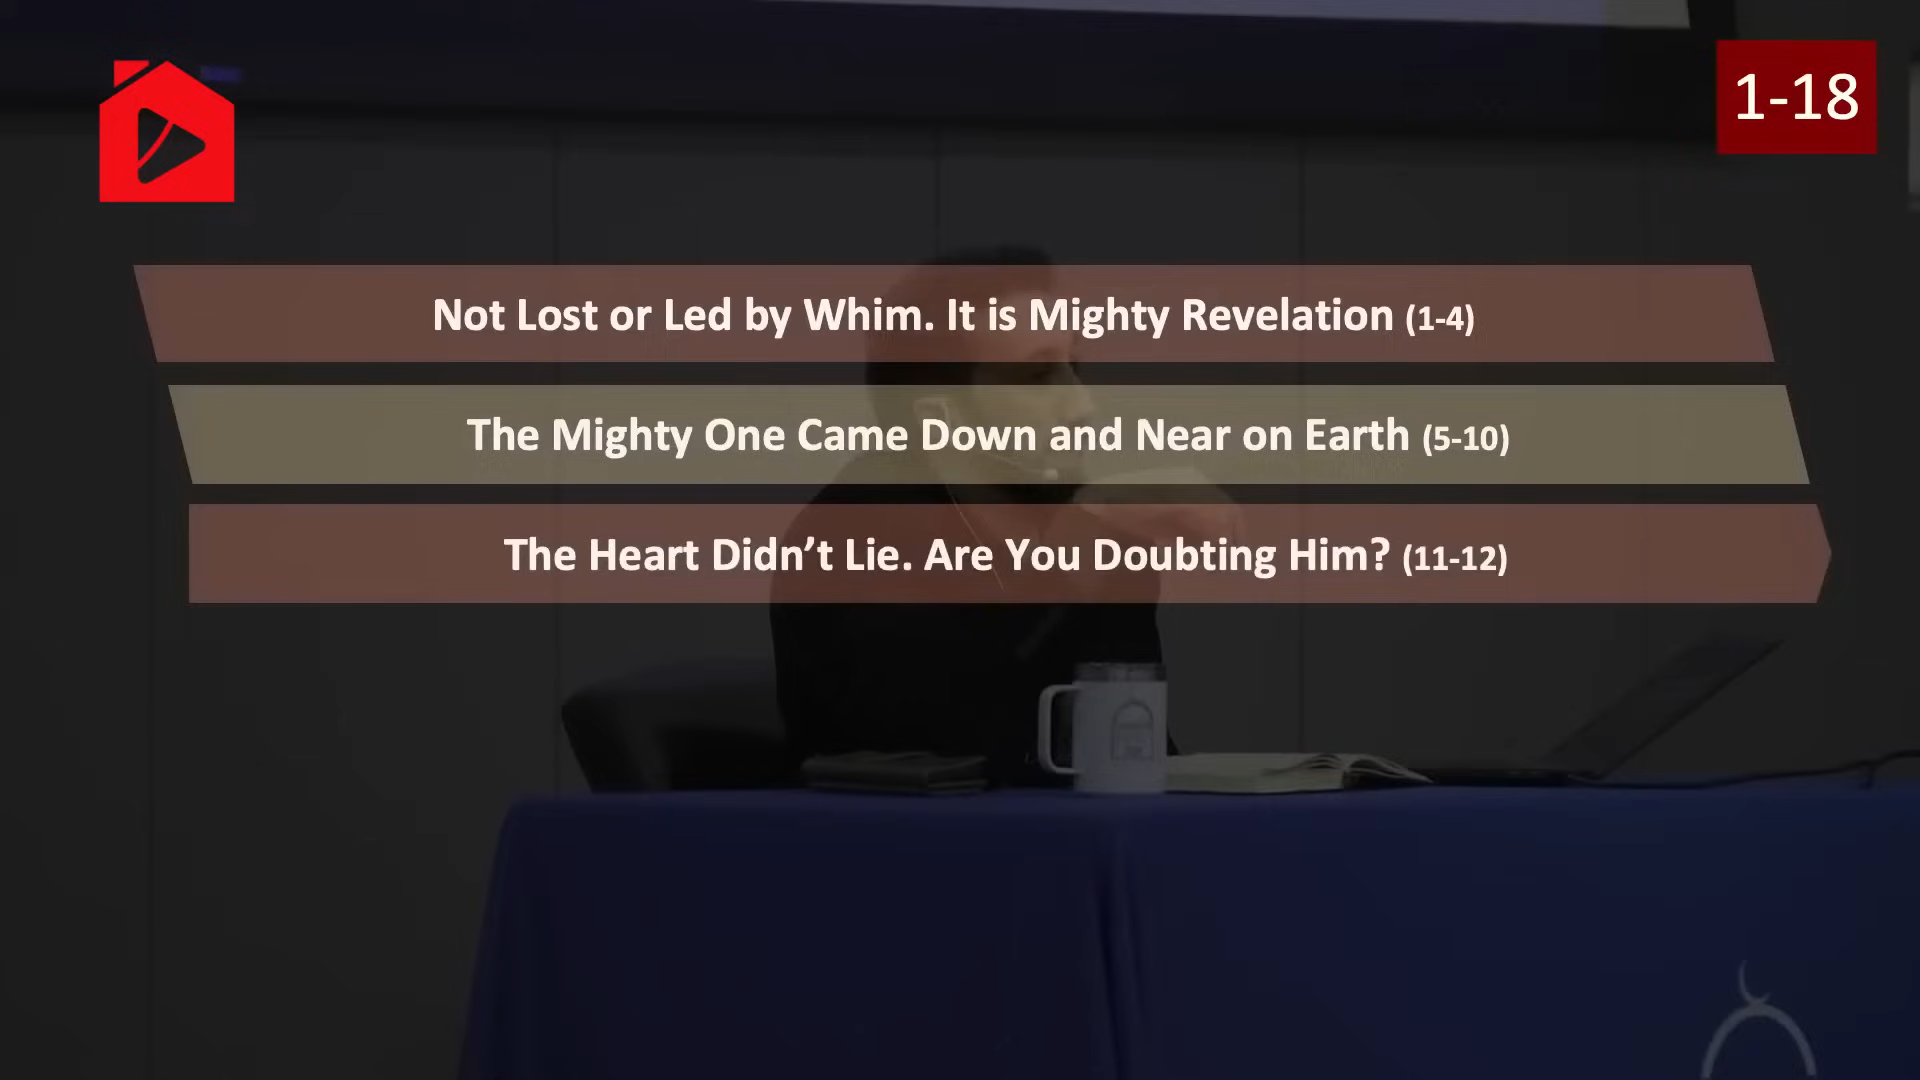 1-18
Not Lost or Led by Whim. It is Mighty Revelation (1-4)
The Mighty One Came Down and Near on Earth (5-10)
The Heart Didn’t Lie. Are You Doubting Him? (11-12)